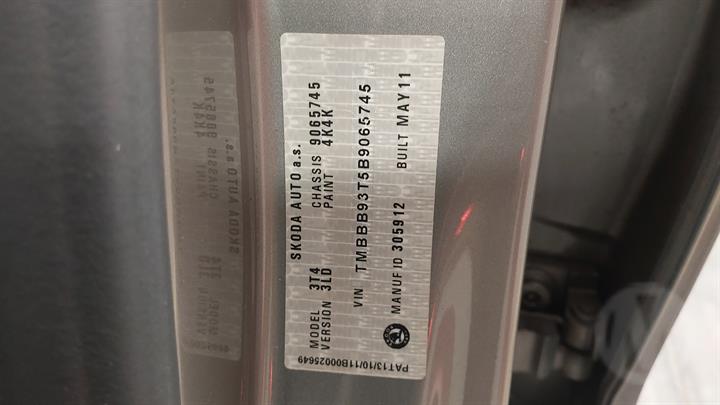 SKODA AUTO a.s.
MODEL 3T4 CHASSIS 9065745
VERSION 3LD PAINT 4K4K
VIN TMBBB93T5B9065745
MANUF ID 305912 BUILT MAY11
PAT13/10/11B00025649